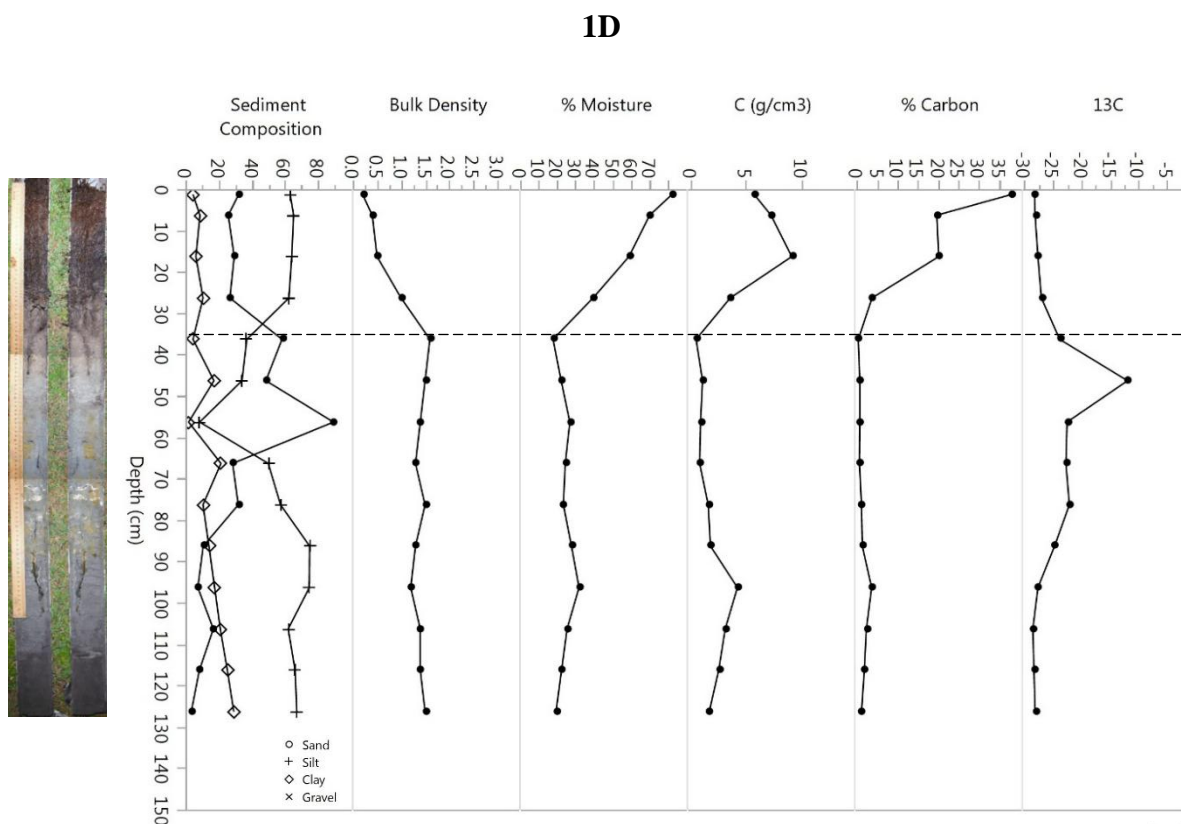 1D
Sediment
Composition
Bulk Density
% Moisture
C (g/cm3)
% Carbon
13C
0 20 40 60 80
0.0 0.5 1.0 1.5 2.0 2.5 3.0
10 20 30 40 50 60 70
0 5 10
0 5 10 15 20 25 30 35
-30 -25 -20 -15 -10 -5
0
10
20
30
40
50
60
70
80
90
100
110
120
130
140
150
Depth (cm)
Sand
Silt
Clay
Gravel